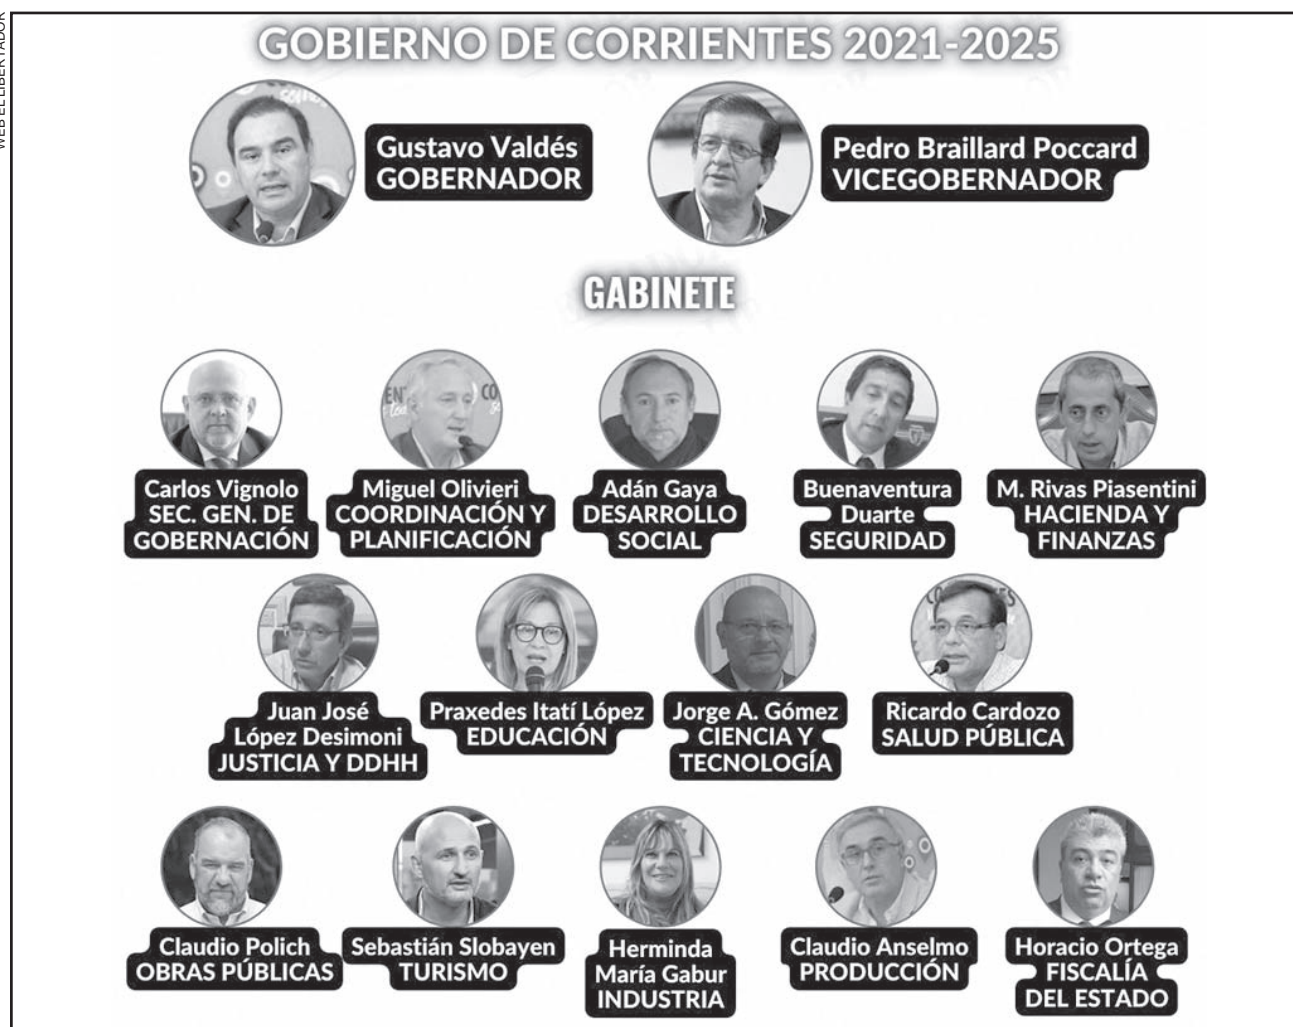 WEB EL LIBERTADOR
GOBIERNO DE CORRIENTES 2021-2025
Gustavo Valdés
GOBERNADOR
Pedro Braillard Poccard
VICEGOBERNADOR
GABINETE
Carlos Vignolo
SEC. GEN. DE
GOBERNACIÓN
Miguel Olivieri
COORDINACIÓN Y
PLANIFICACIÓN
Adán Gaya
DESARROLLO
SOCIAL
Buenaventura
Duarte
SEGURIDAD
M. Rivas Piasentini
HACIENDA Y
FINANZAS
Juan José
López Desimoni
JUSTICIA Y DDHH
Praxedes Itatí López
EDUCACIÓN
Jorge A. Gómez
CIENCIA Y
TECNOLOGÍA
Ricardo Cardozo
SALUD PÚBLICA
Claudio Polich
OBRAS PÚBLICAS
Sebastián Slobayen
TURISMO
Herminda
María Gabur
INDUSTRIA
Claudio Anselmo
PRODUCCIÓN
Horacio Ortega
FISCALÍA
DEL ESTADO